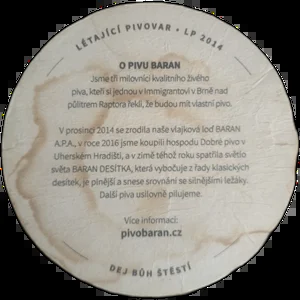 LÉTAJÍCÍ PIVOVAR • LP 2014
O PIVU BARAN
Jsme tři milovníci kvalitního živého
piva, kteří si jednou v Immigrantovi v Brně nad
půlitrem Raptora řekli, že budou mít vlastní pivo.
V prosinci 2014 se zrodila naše vlajková loď BARAN
A.P.A., v roce 2016 jsme koupili hospodu Dobré pivo v
Uherském Hradišti, a v zimě téhož roku spatřila světlo
světa BARAN DESÍTKA, která vybočuje z řady klasických
desítek, je plnější a snese srovnání se silnějšími ležáky.
Další piva usilovně pilujeme.
Více informací:
pivobaran.cz
DEJ BŮH ŠTĚSTÍ